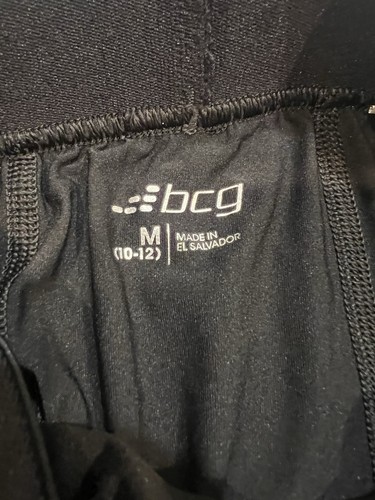 bcg
M
(10-12)
MADE IN
EL SALVADOR